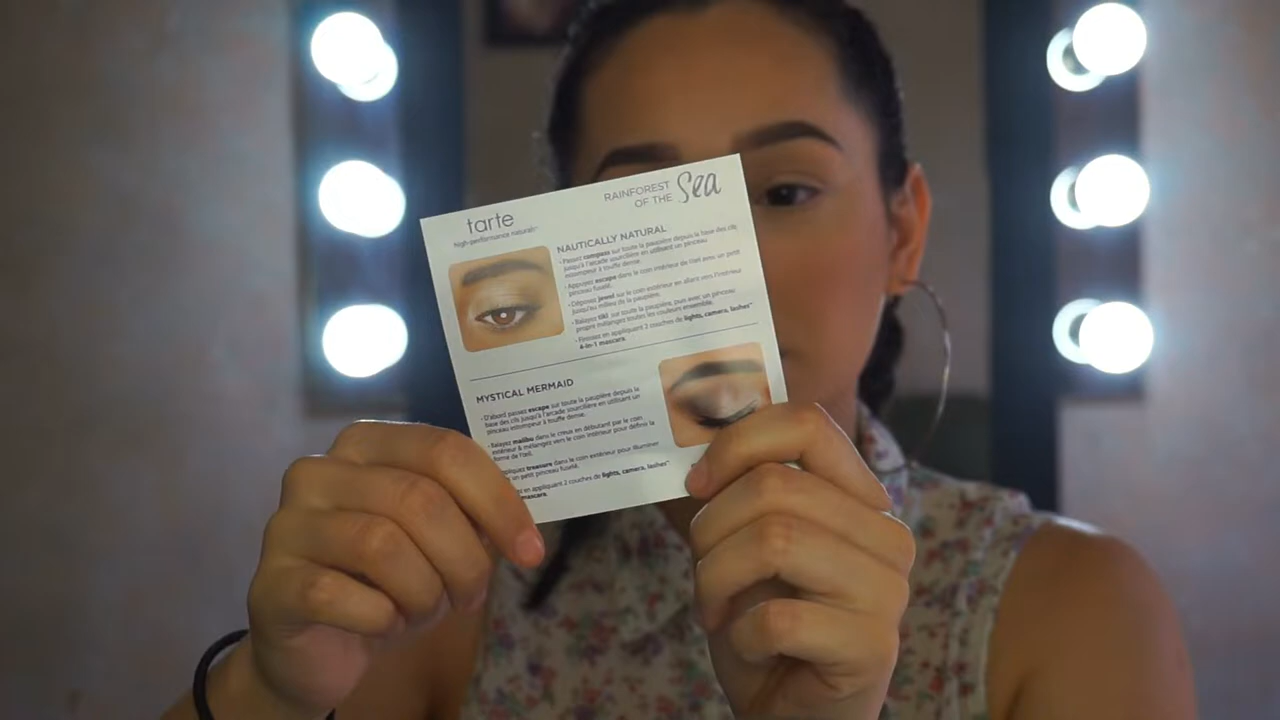 tarte
high-performance naturals™
RAINFOREST
OF THE Sea
NAUTICALLY NATURAL
- Passez compass sur toute la paupière depuis la base des cils
jusqu'à l'arcade sourcilière en utilisant un pinceau
estompeur à touffe dense.
- Appuyez escape dans le coin intérieur de l'œil avec un petit
pinceau fuselé.
- Déposez jewel sur le coin extérieur en allant vers l'intérieur
jusqu'au milieu de la paupière.
- Balayez tiki sur toute la paupière, puis avec un pinceau
propre mélangez toutes les couleurs ensemble.
- Finissez en appliquant 2 couches de lights, camera, lashes™
4-in-1 mascara.
MYSTICAL MERMAID
- D'abord passez escape sur toute la paupière depuis la
base des cils jusqu'à l'arcade sourcilière en utilisant un
pinceau estompeur à touffe dense.
- Balayez malibu dans le creux en débutant par le coin
intérieur & mélangez vers le coin intérieur pour définir la
forme de l'œil.
appliquez treasure dans le coin extérieur pour illuminer
un petit pinceau fuselé.
en appliquant 2 couches de lights, camera, lashes™
mascara.